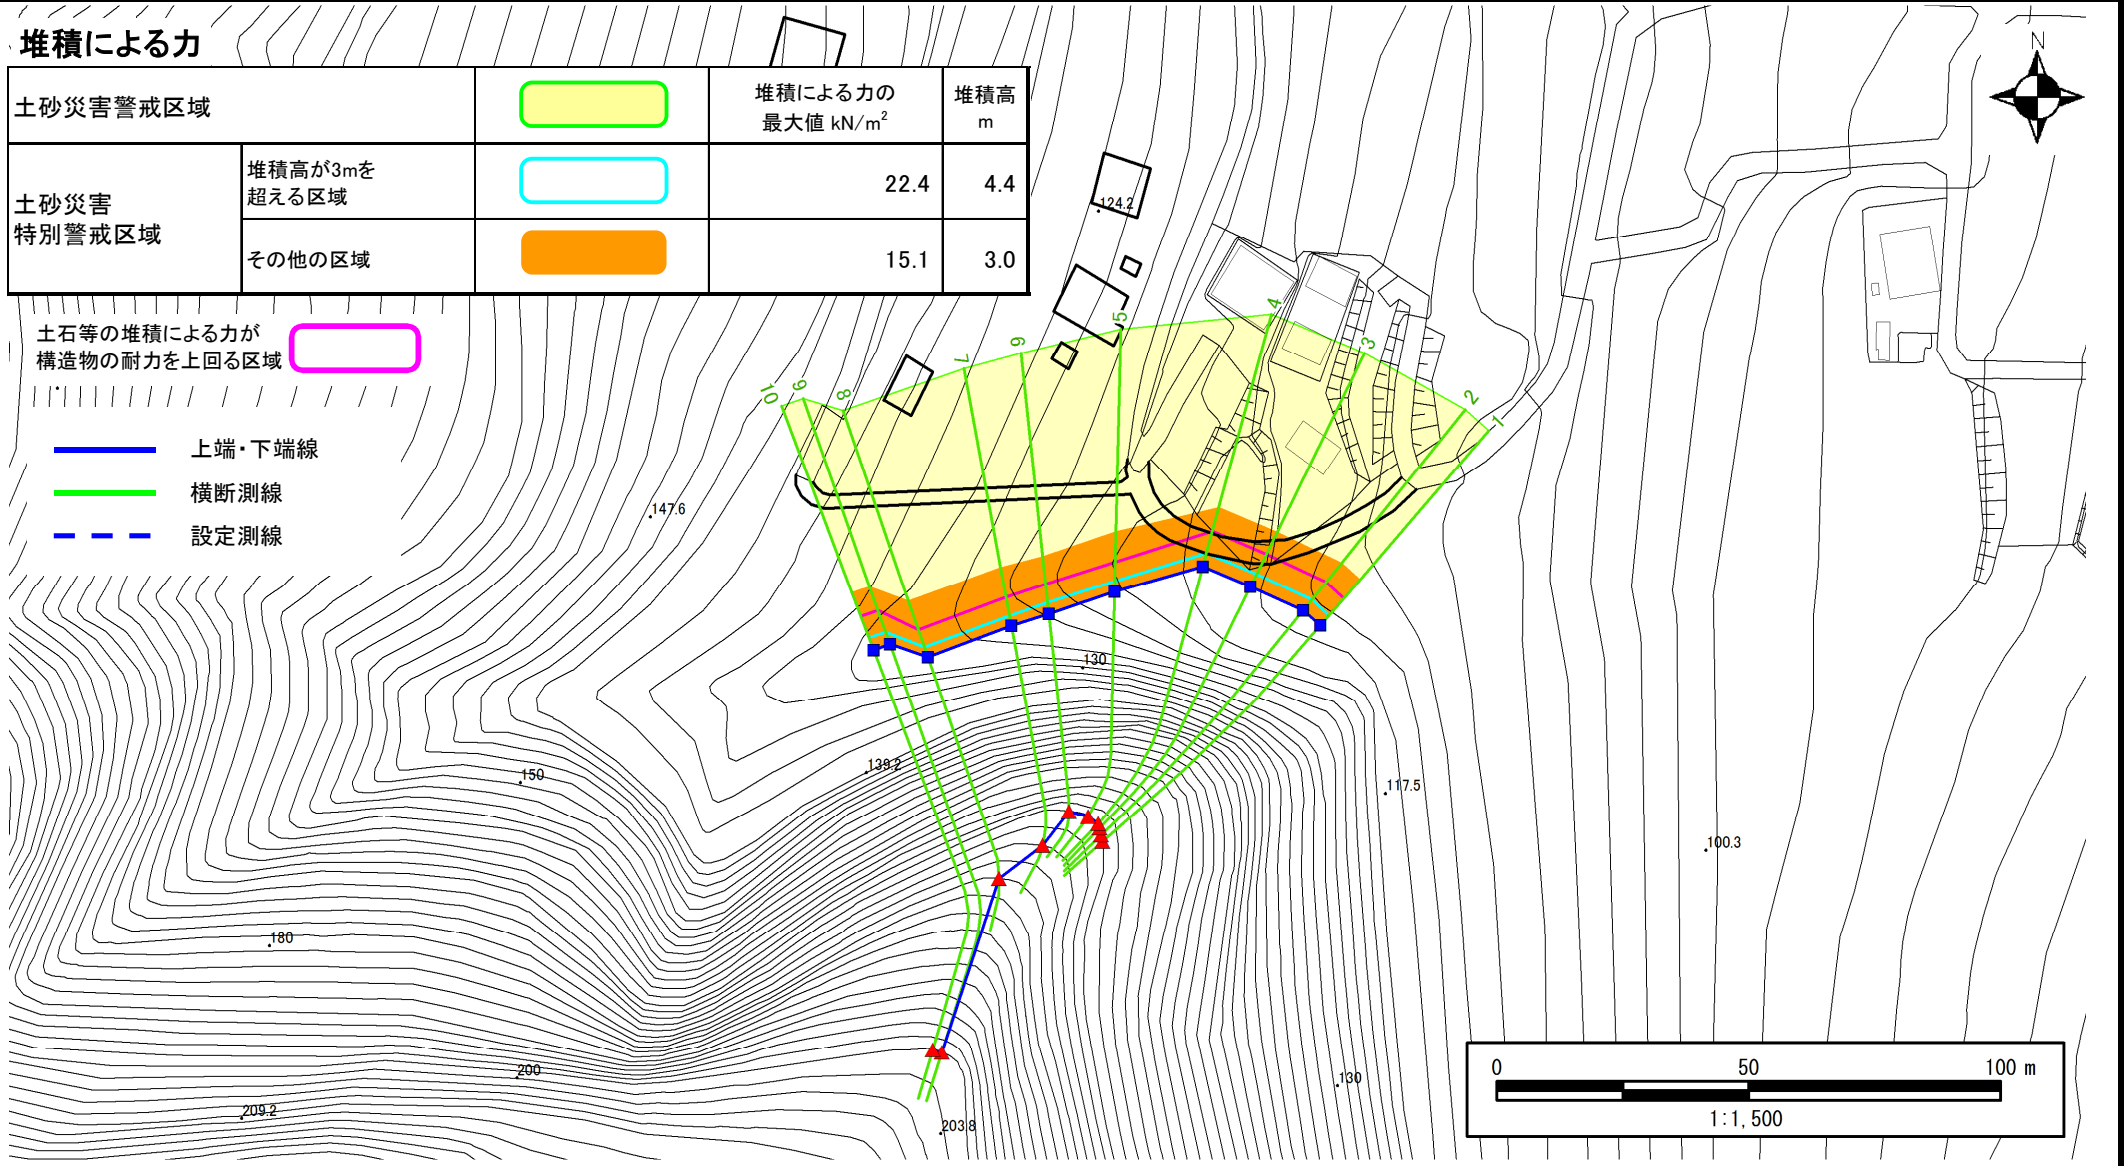 堆積による力
土砂災害警戒区域
堆積による力の
最大値 kN/m²
堆積高
m
土砂災害
特別警戒区域
堆積高が3mを
超える区域
22.4
4.4
その他の区域
15.1
3.0
土石等の堆積による力が
構造物の耐力を上回る区域
上端・下端線
横断測線
設定測線
N
124.2
10
9
8
7
6
5
4
3
2
1
147.6
130
139.2
150
117.5
100.3
180
200
130
209.2
203.8
0 50 100 m
1:1,500